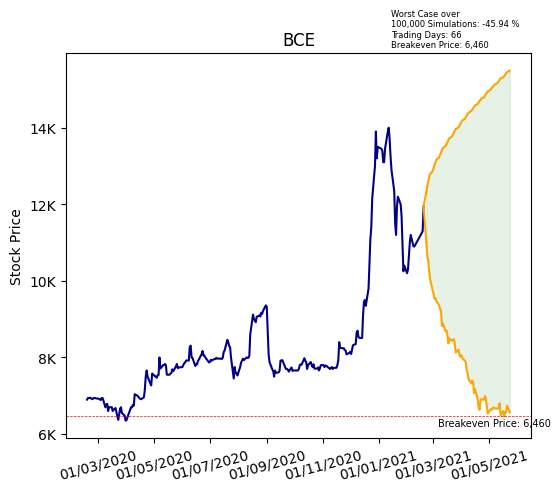 Worst Case over
100,000 Simulations: -45.94 %
Trading Days: 66
Breakeven Price: 6,460
BCE
Stock Price
14K
12K
10K
8K
6K
Breakeven Price: 6,460
01/03/2020
01/05/2020
01/07/2020
01/09/2020
01/11/2020
01/01/2021
01/03/2021
01/05/2021